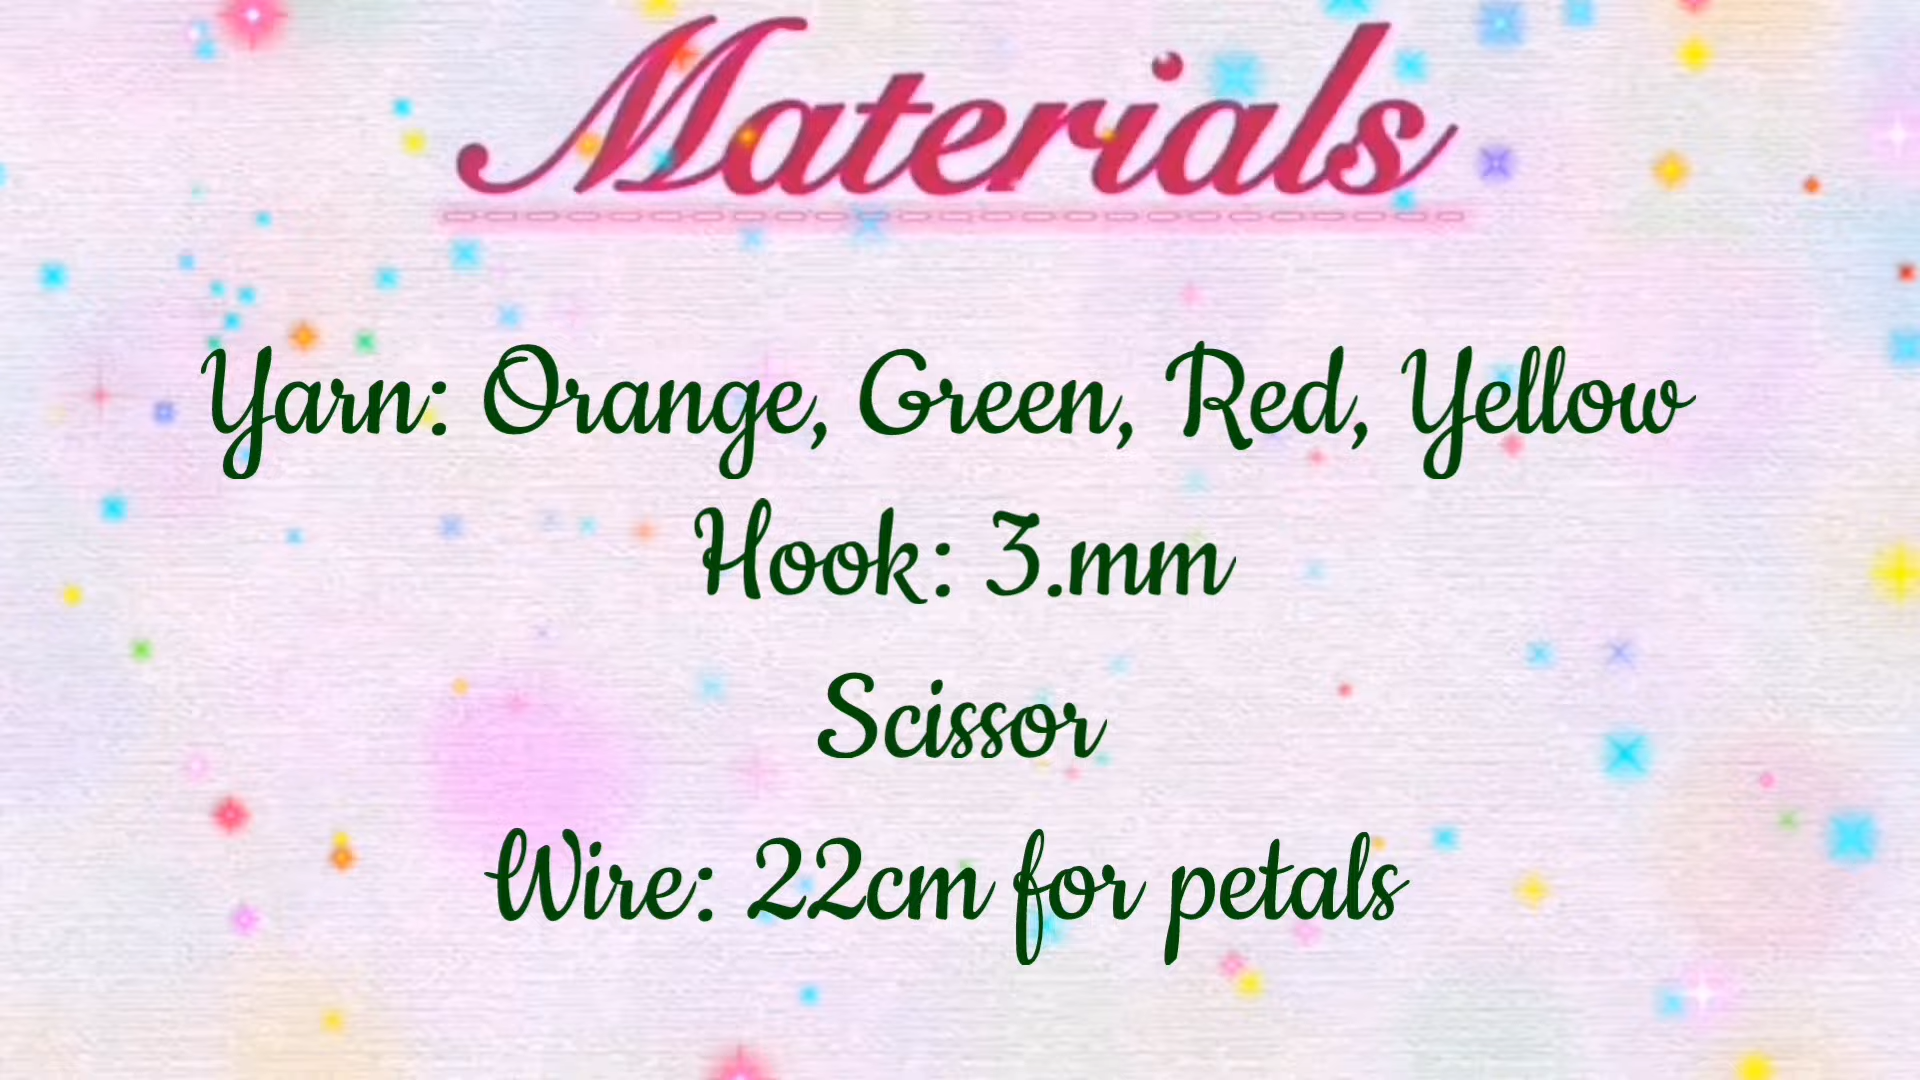 Materials
Yarn: Orange, Green, Red, Yellow
Hook: 3.mm
Scissor
Wire: 22cm for petals